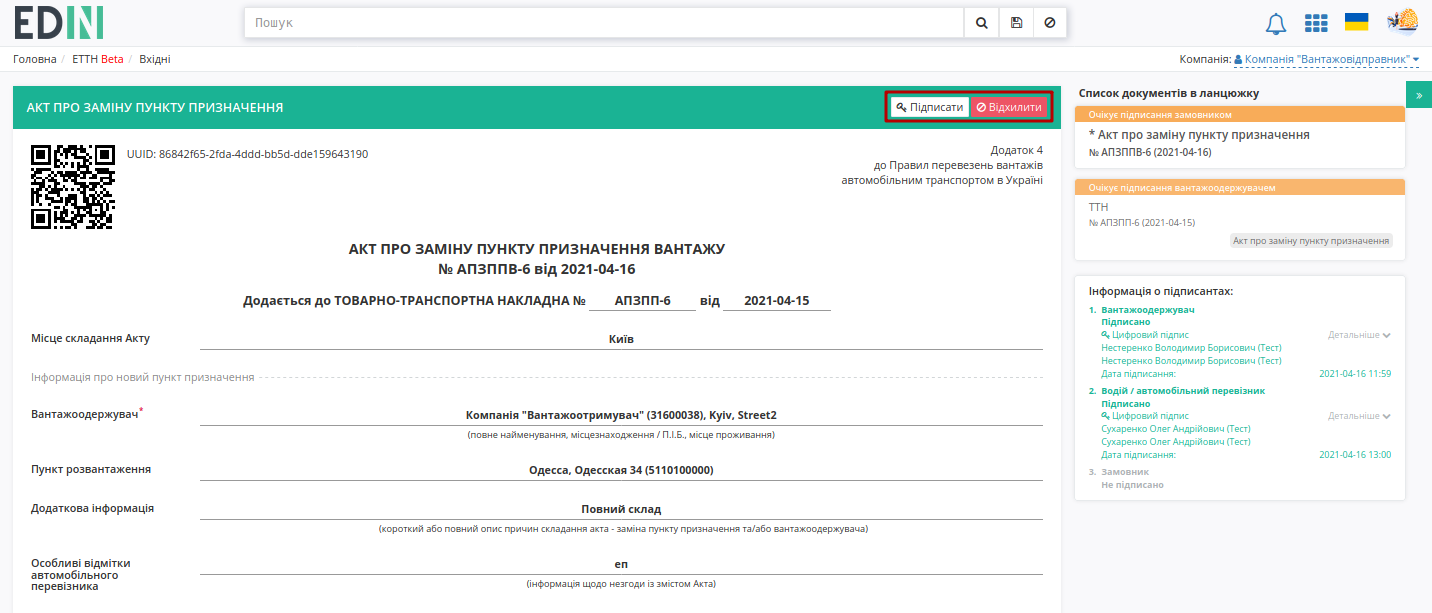 EDIN
Пошук
Головна / ЕТТН Beta / Вхідні
Компанія: Компанія "Вантажовідправник"
АКТ ПРО ЗАМІНУ ПУНКТУ ПРИЗНАЧЕННЯ
Підписати Відхилити
UUID: 86842f65-2fda-4ddd-bb5d-dde159643190
Додаток 4
до Правил перевезень вантажів
автомобільним транспортом в Україні
АКТ ПРО ЗАМІНУ ПУНКТУ ПРИЗНАЧЕННЯ ВАНТАЖУ
№ АПЗППВ-6 від 2021-04-16
Додається до ТОВАРНО-ТРАНСПОРТНА НАКЛАДНА № АПЗПП-6 від 2021-04-15
Місце складання Акту Київ
Інформація про новий пункт призначення
Вантажоодержувач* Компанія "Вантажоотримувач" (31600038), Kyiv, Street2
(повне найменування, місцезнаходження / П.І.Б., місце проживання)
Пункт розвантаження Одесса, Одесская 34 (5110100000)
Додаткова інформація Повний склад
(короткий або повний опис причин складання акта - заміна пункту призначення та/або вантажоодержувача)
Особливі відмітки
автомобільного
перевізника
еп
(інформація щодо незгоди із змістом Акта)
Список документів в ланцюжку
»
Очікує підписання замовником
* Акт про заміну пункту призначення
№ АПЗППВ-6 (2021-04-16)
Очікує підписання вантажоодержувачем
ТТН
№ АПЗПП-6 (2021-04-15)
Акт про заміну пункту призначення
Інформація о підписантах:
1. Вантажоодержувач
Підписано
Цифровий підпис Детальніше
Нестеренко Володимир Борисович (Тест)
Нестеренко Володимир Борисович (Тест)
Дата підписання: 2021-04-16 11:59
2. Водій / автомобільний перевізник
Підписано
Цифровий підпис Детальніше
Сухаренко Олег Андрійович (Тест)
Сухаренко Олег Андрійович (Тест)
Дата підписання: 2021-04-16 13:00
3. Замовник
Не підписано